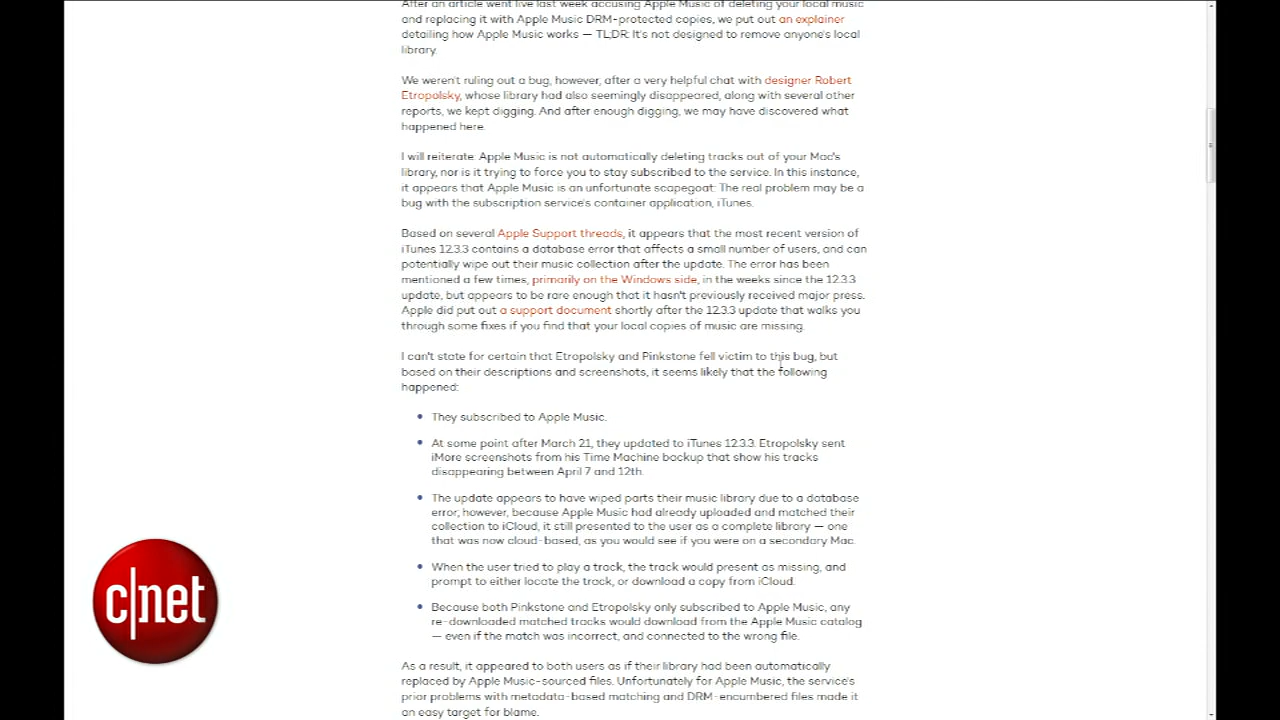 After an article went live last week accusing Apple Music of deleting your local music
and replacing it with Apple Music DRM-protected copies, we put out an explainer
detailing how Apple Music works — TL;DR: It's not designed to remove anyone's local
library.
We weren't ruling out a bug, however, after a very helpful chat with designer Robert
Etropolsky, whose library had also seemingly disappeared, along with several other
reports, we kept digging. And after enough digging, we may have discovered what
happened here.
I will reiterate: Apple Music is not automatically deleting tracks out of your Mac's
library, nor is it trying to force you to stay subscribed to the service. In this instance,
it appears that Apple Music is an unfortunate scapegoat: The real problem may be a
bug with the subscription service's container application, iTunes.
Based on several Apple Support threads, it appears that the most recent version of
iTunes 12.3.3 contains a database error that affects a small number of users, and can
potentially wipe out their music collection after the update. The error has been
mentioned a few times, primarily on the Windows side, in the weeks since the 12.3.3
update, but appears to be rare enough that it hasn't previously received major press.
Apple did put out a support document shortly after the 12.3.3 update that walks you
through some fixes if you find that your local copies of music are missing.
I can't state for certain that Etropolsky and Pinkstone fell victim to this bug, but
based on their descriptions and screenshots, it seems likely that the following
happened:
• They subscribed to Apple Music.
• At some point after March 21, they updated to iTunes 12.3.3. Etropolsky sent
iMore screenshots from his Time Machine backup that show his tracks
disappearing between April 7 and 12th.
• The update appears to have wiped parts their music library due to a database
error; however, because Apple Music had already uploaded and matched their
collection to iCloud, it still presented to the user as a complete library — one
that was now cloud-based, as you would see if you were on a secondary Mac.
• When the user tried to play a track, the track would present as missing, and
prompt to either locate the track, or download a copy from iCloud.
• Because both Pinkstone and Etropolsky only subscribed to Apple Music, any
re-downloaded matched tracks would download from the Apple Music catalog
— even if the match was incorrect, and connected to the wrong file.
As a result, it appeared to both users as if their library had been automatically
replaced by Apple Music-sourced files. Unfortunately for Apple Music, the service's
prior problems with metadata-based matching and DRM-encumbered files made it
an easy target for blame.
c|net